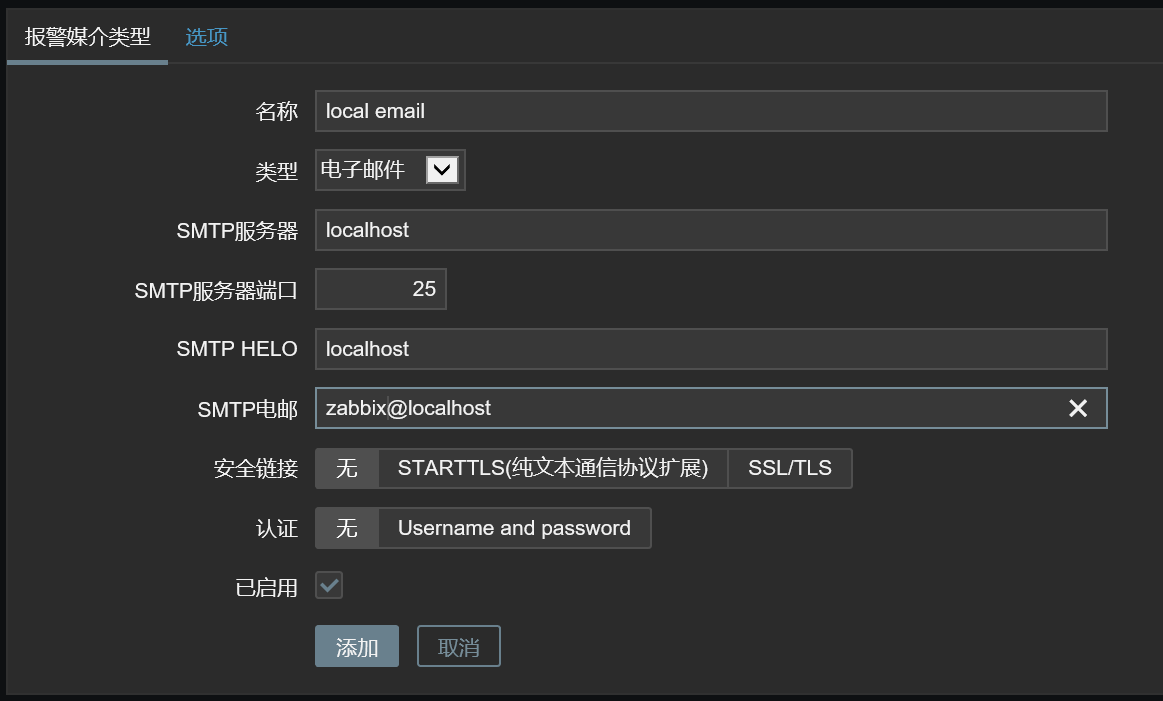 报警媒介类型 选项
名称 local email
类型 电子邮件
SMTP服务器 localhost
SMTP服务器端口 25
SMTP HELO localhost
SMTP电邮 zabbix@localhost
安全链接 无 STARTTLS(纯文本通信协议扩展) SSL/TLS
认证 无 Username and password
已启用
添加 取消